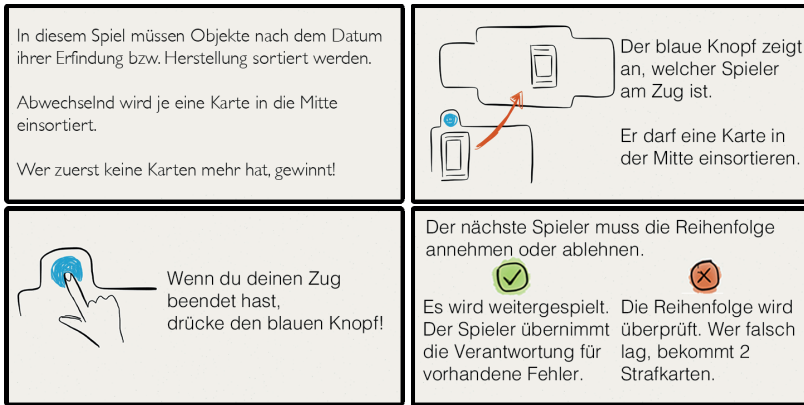 In diesem Spiel müssen Objekte nach dem Datum
ihrer Erfindung bzw. Herstellung sortiert werden.
Abwechselnd wird je eine Karte in die Mitte
einsortiert.
Wer zuerst keine Karten mehr hat, gewinnt!
Der blaue Knopf zeigt
an, welcher Spieler
am Zug ist.
Er darf eine Karte in
der Mitte einsortieren.
Wenn du deinen Zug
beendet hast,
drücke den blauen Knopf!
Der nächste Spieler muss die Reihenfolge
annehmen oder ablehnen.
Es wird weitergespielt.
Der Spieler übernimmt
die Verantwortung für
vorhandene Fehler.
Die Reihenfolge wird
überprüft. Wer falsch
lag, bekommt 2
Strafkarten.